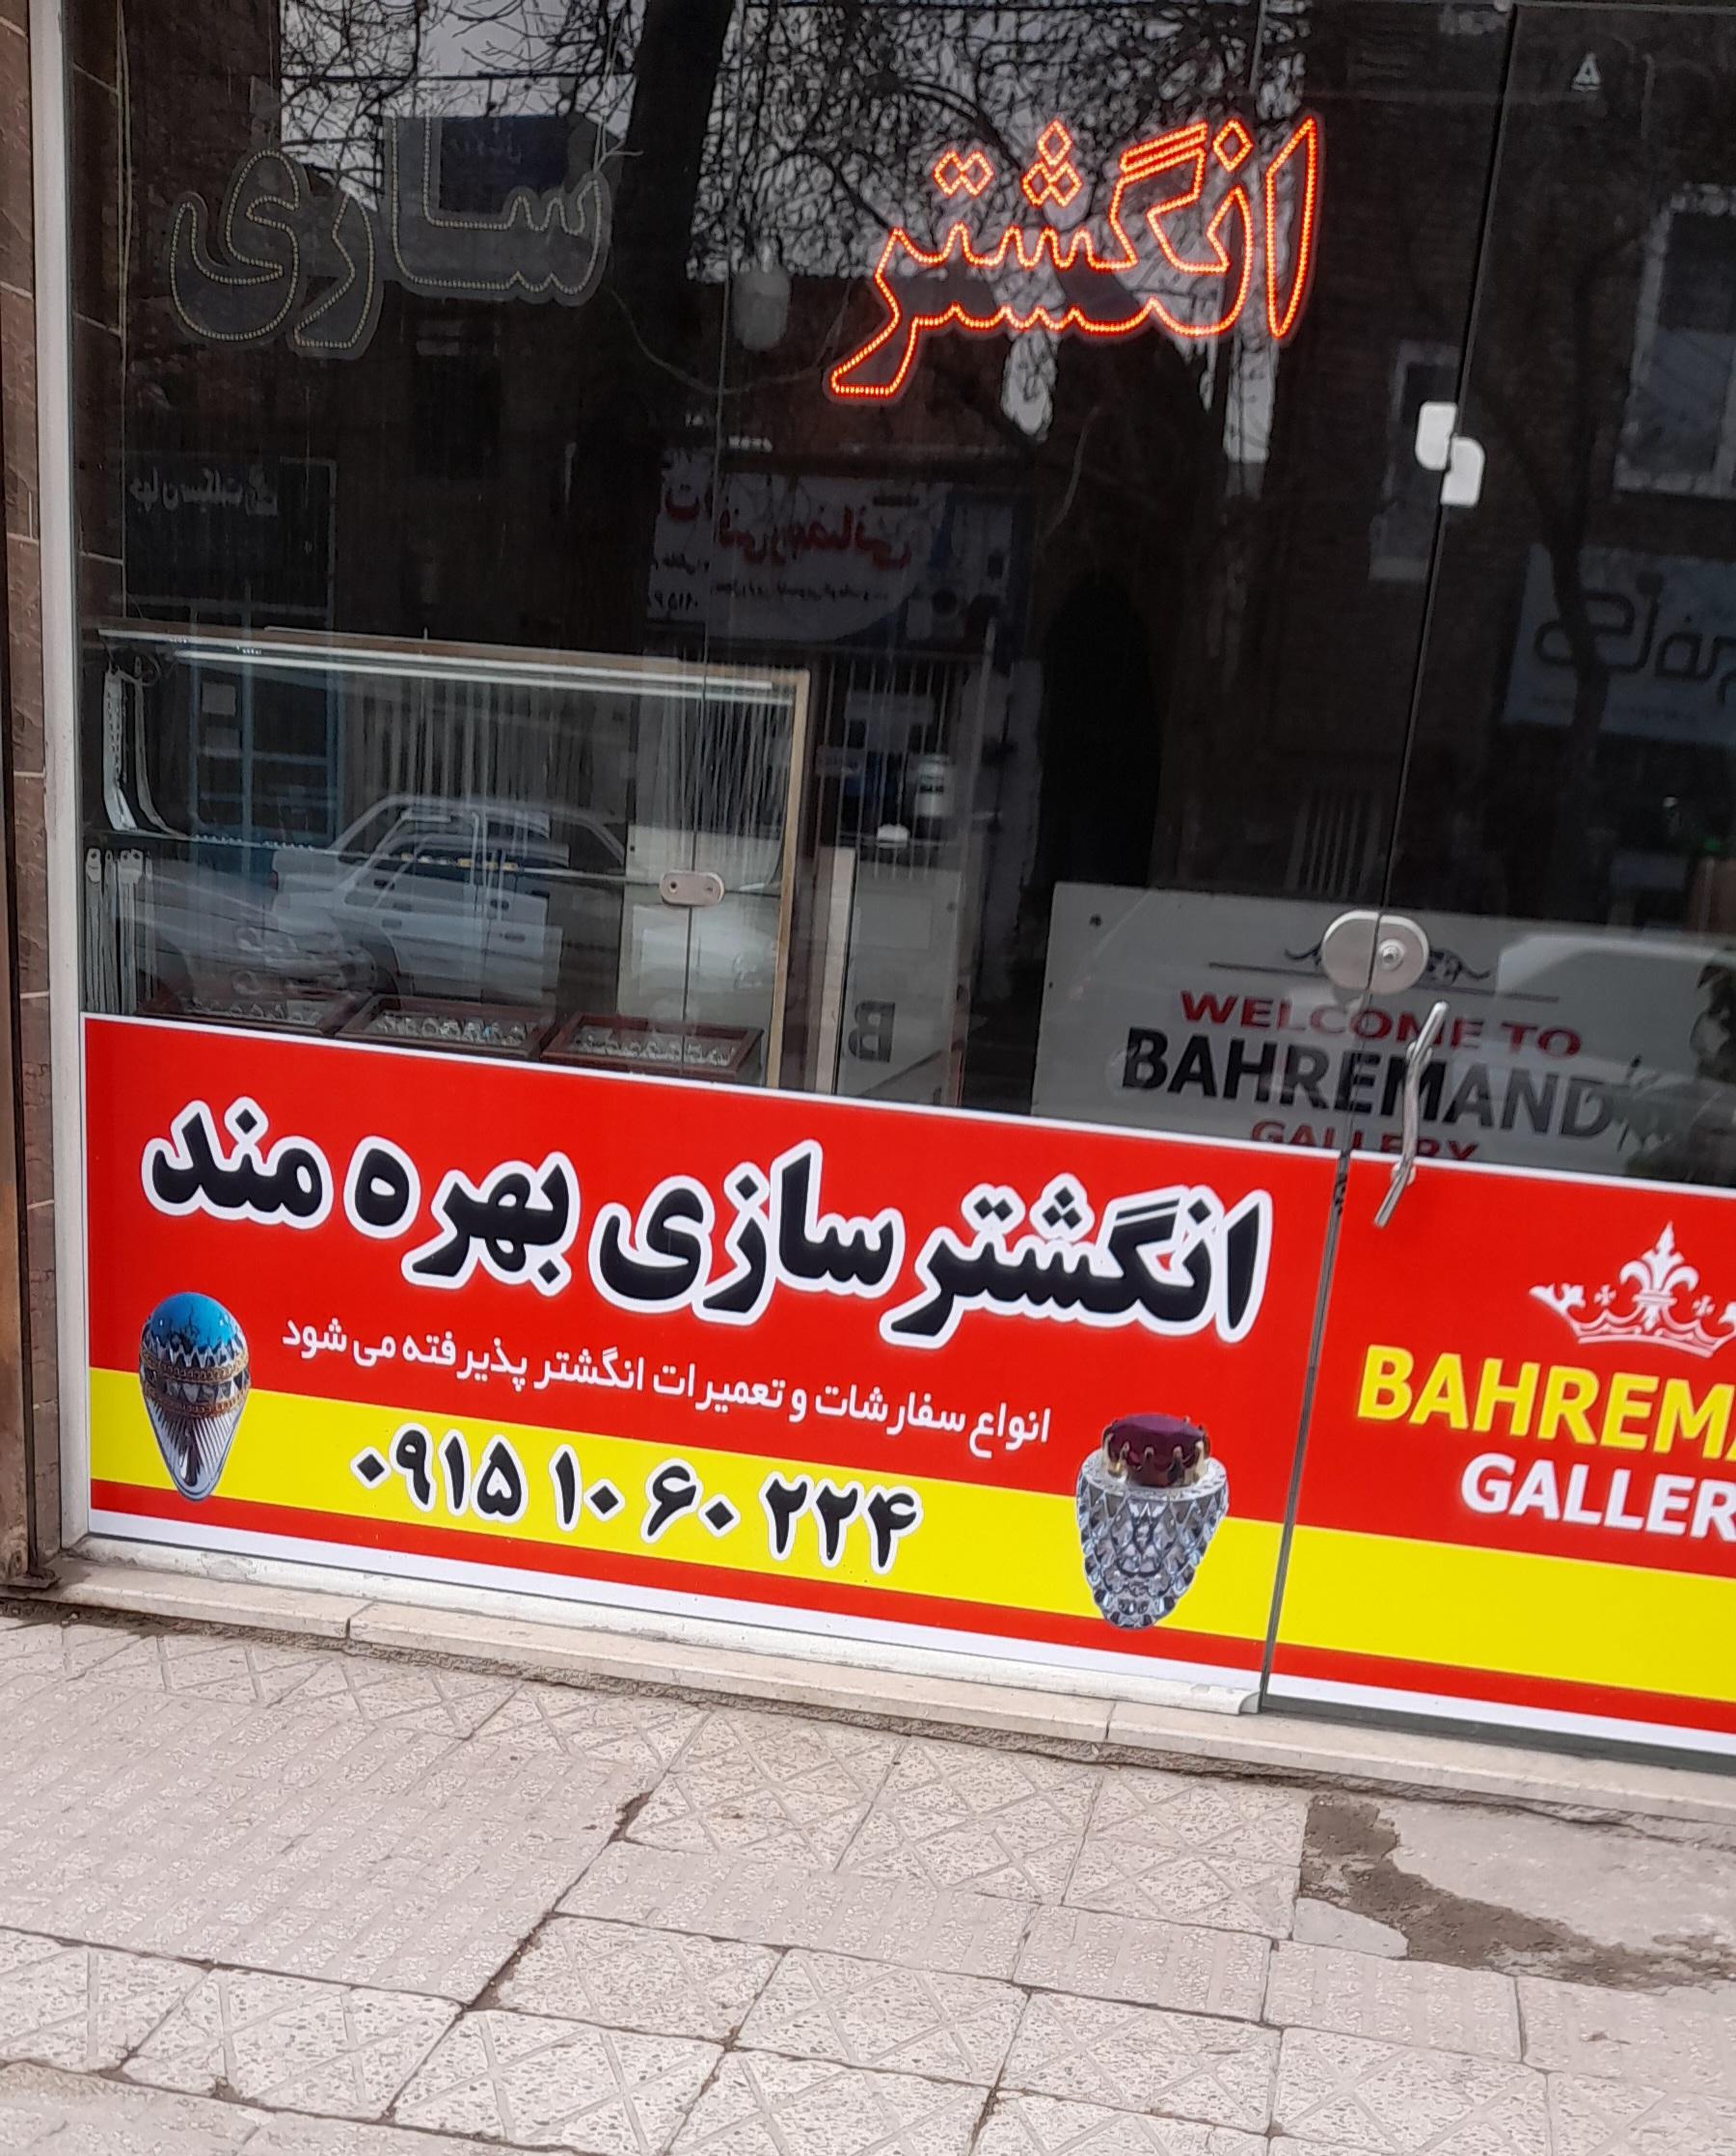 انگشتر سازی
WELCOME TO
BAHREMAND
GALLERY
انگشتر سازی بهره مند
انواع سفارشات و تعمیرات انگشتر پذیرفته می شود
۰۹۱۵ ۱۰ ۶۰ ۲۲۴
BAHREMA
GALLER